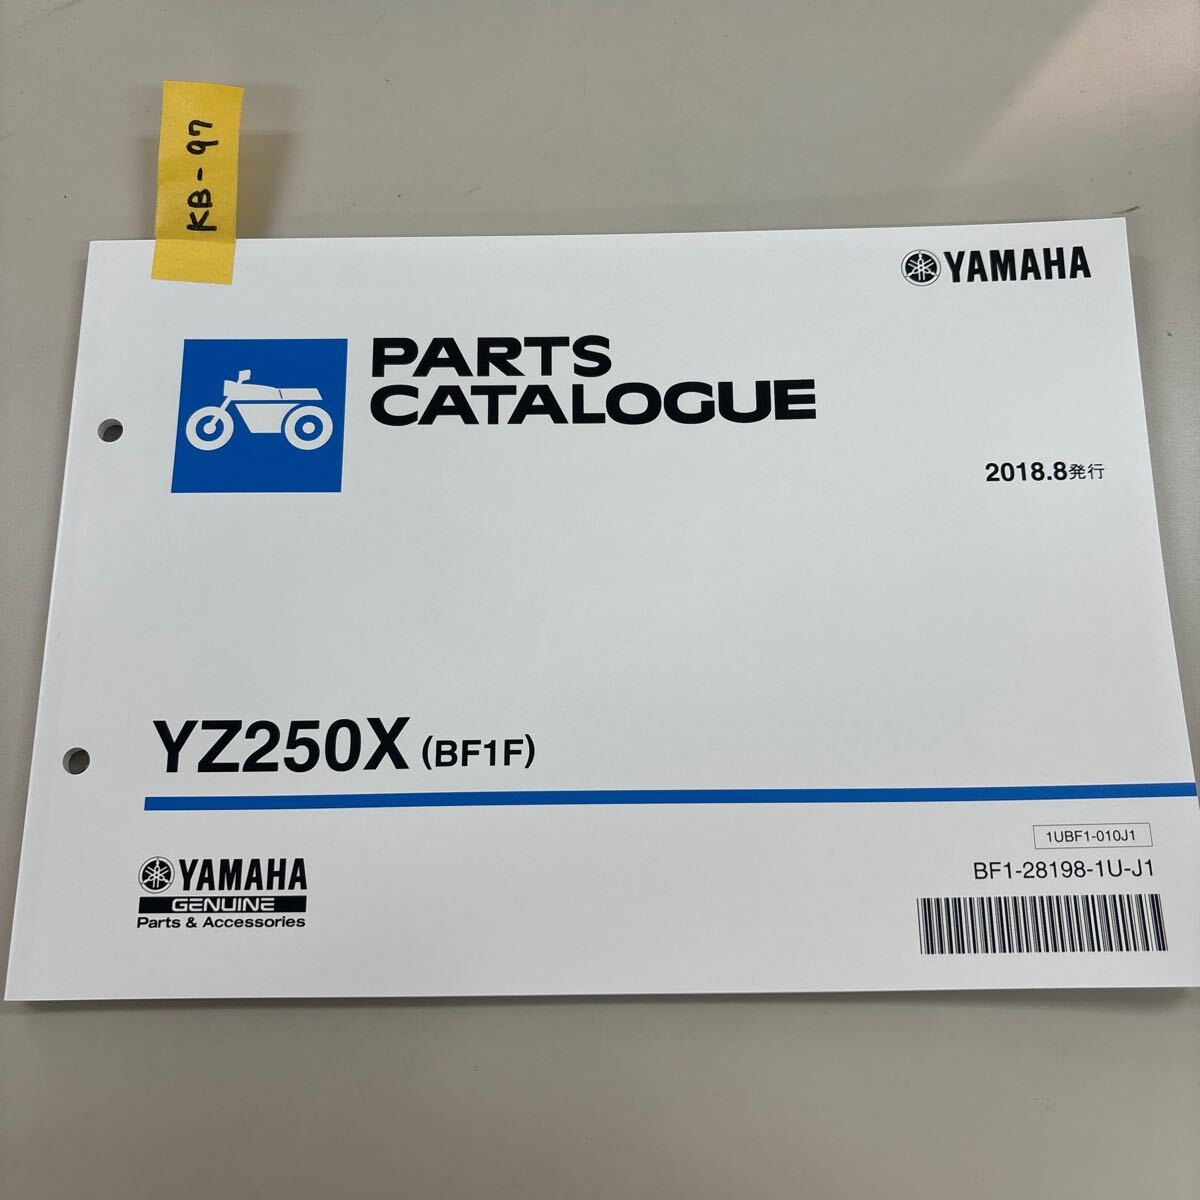 KB-97
YAMAHA
PARTS
CATALOGUE
2018.8発行
YZ250X (BF1F)
1UBF1-010J1
BF1-28198-1U-J1
YAMAHA
GENUINE
Parts & Accessories